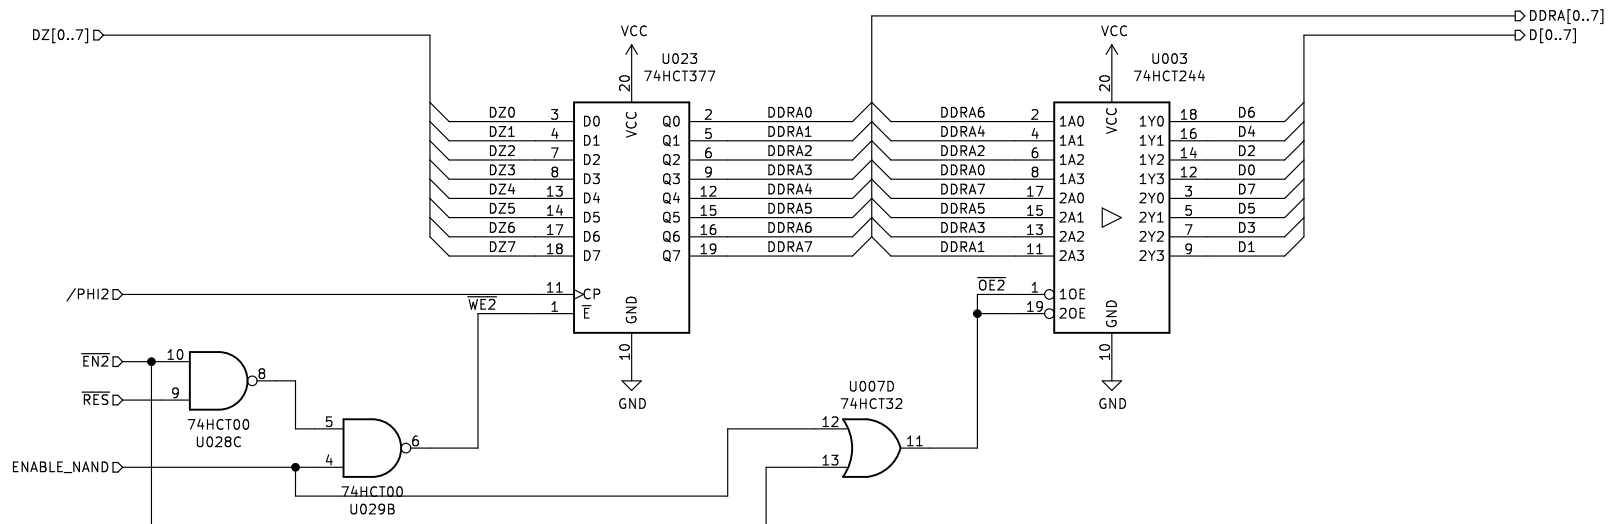 DDRA[0..7]
DZ[0..7]
D[0..7]
VCC
VCC
U023
74HCT377
U003
74HCT244
20
20
VCC
VCC
DZ0 3 D0 Q0 2 DDRA0 DDRA6 2 1A0 1Y0 18 D6
DZ1 4 D1 Q1 5 DDRA1 DDRA4 4 1A1 1Y1 16 D4
DZ2 7 D2 Q2 6 DDRA2 DDRA2 6 1A2 1Y2 14 D2
DZ3 8 D3 Q3 9 DDRA3 DDRA0 8 1A3 1Y3 12 D0
DZ4 13 D4 Q4 12 DDRA4 DDRA7 17 2A0 2Y0 3 D7
DZ5 14 D5 Q5 15 DDRA5 DDRA5 15 2A1 2Y1 5 D5
DZ6 17 D6 Q6 16 DDRA6 DDRA3 13 2A2 2Y2 7 D3
DZ7 18 D7 Q7 19 DDRA7 DDRA1 11 2A3 2Y3 9 D1
/PHI2 11 CP
WE2 1 E
GND
10
GND
OE2
1 1OE
19 2OE
GND
10
GND
EN2 10
RES 9
8
74HCT00
U028C
5
4
6
ENABLE_NAND
74HCT00
U029B
U007D
74HCT32
12
13
11